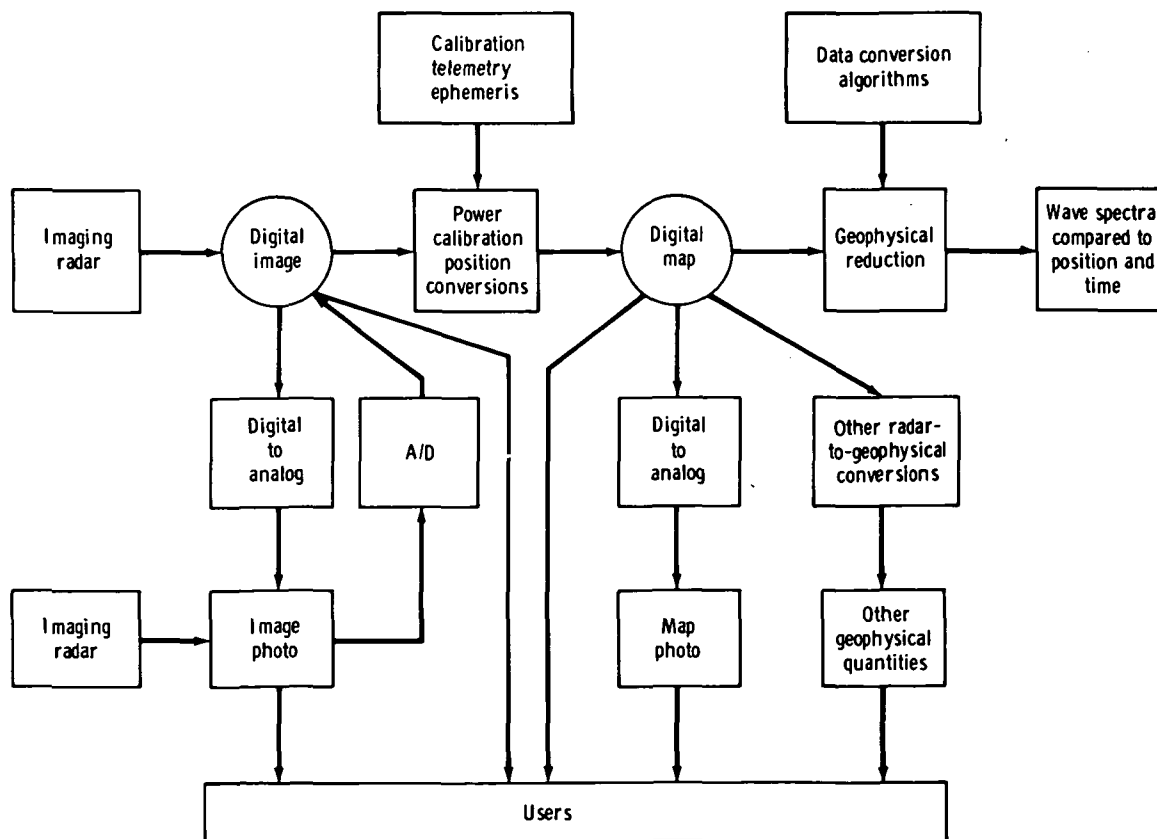 Calibration
telemetry
ephemeris
Data conversion
algorithms
Imaging
radar
Digital
image
Power
calibration
position
conversions
Digital
map
Geophysical
reduction
Wave spectra
compared to
position and
time
Digital
to
analog
A/D
Digital
to
analog
Other radar-
to-geophysical
conversions
Imaging
radar
Image
photo
Map
photo
Other
geophysical
quantities
Users